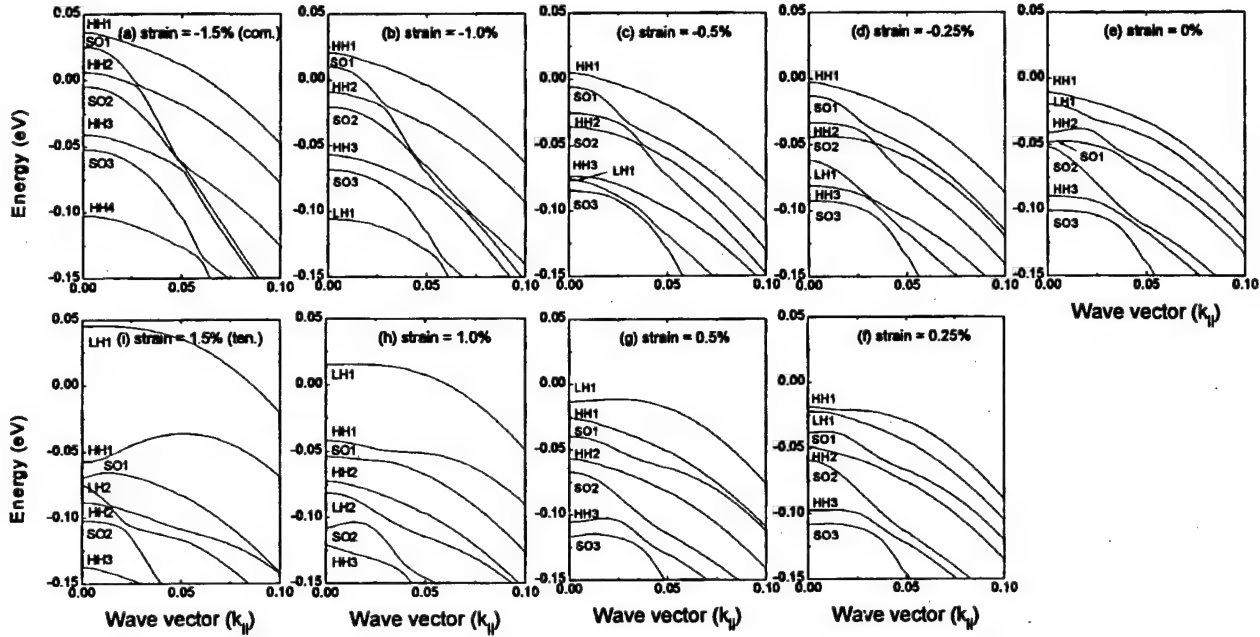 (a) strain = -1.5% (com.)
HH1
SO1
HH2
SO2
HH3
SO3
HH4
(b) strain = -1.0%
HH1
SO1
HH2
SO2
HH3
SO3
LH1
(c) strain = -0.5%
HH1
SO1
HH2
SO2
HH3
LH1
SO3
(d) strain = -0.25%
HH1
SO1
HH2
SO2
LH1
HH3
SO3
(e) strain = 0%
HH1
LH1
HH2
SO1
SO2
HH3
SO3
Energy (eV)
0.05
0.00
-0.05
-0.10
-0.15
0.05
0.00
-0.05
-0.10
-0.15
0.05
0.00
-0.05
-0.10
-0.15
0.05
0.00
-0.05
-0.10
-0.15
0.05
0.00
-0.05
-0.10
-0.15
0.00 0.05 0.10
0.00 0.05 0.10
0.00 0.05 0.10
0.00 0.05 0.10
0.00 0.05 0.10
Wave vector (k||)
(i) strain = 1.5% (ten.)
LH1
HH1
SO1
LH2
HH2
SO2
HH3
(h) strain = 1.0%
LH1
HH1
SO1
HH2
LH2
SO2
HH3
(g) strain = 0.5%
LH1
HH1
SO1
HH2
SO2
HH3
SO3
(f) strain = 0.25%
HH1
LH1
SO1
HH2
SO2
HH3
SO3
Energy (eV)
0.05
0.00
-0.05
-0.10
-0.15
0.05
0.00
-0.05
-0.10
-0.15
0.05
0.00
-0.05
-0.10
-0.15
0.05
0.00
-0.05
-0.10
-0.15
0.00 0.05 0.10
0.00 0.05 0.10
0.00 0.05 0.10
0.00 0.05 0.10
Wave vector (k||)
Wave vector (k||)
Wave vector (k||)
Wave vector (k||)